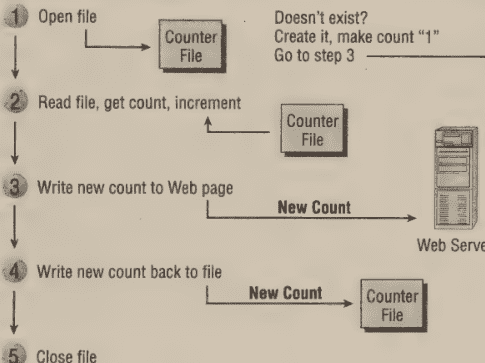 1 Open file
Counter
File
Doesn't exist?
Create it, make count “1”
Go to step 3
2 Read file, get count, increment
Counter
File
3 Write new count to Web page
New Count
Web Serve
4 Write new count back to file
New Count
Counter
File
5 Close file